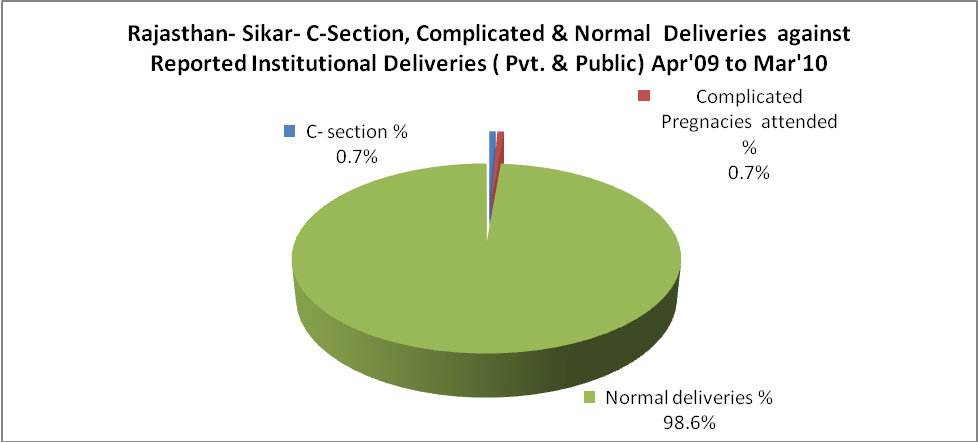 Rajasthan- Sikar- C-Section, Complicated & Normal Deliveries against
Reported Institutional Deliveries ( Pvt. & Public) Apr'09 to Mar'10
C- section %
0.7%
Complicated
Pregnacies attended
%
0.7%
Normal deliveries %
98.6%